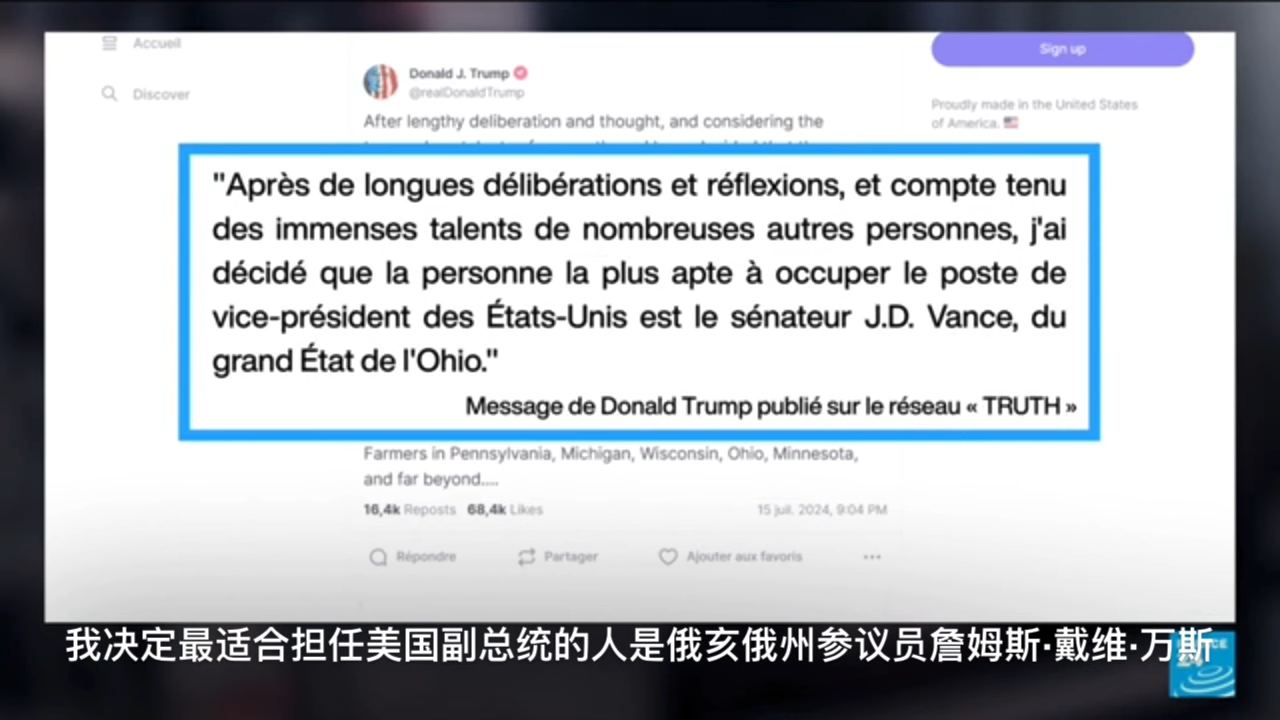 Accueil
Sign up
Donald J. Trump
@realDonaldTrump
Discover
Proudly made in the United States
of America.
After lengthy deliberation and thought, and considering the
"Après de longues délibérations et réflexions, et compte tenu
des immenses talents de nombreuses autres personnes, j'ai
décidé que la personne la plus apte à occuper le poste de
vice-président des États-Unis est le sénateur J.D. Vance, du
grand État de l'Ohio."
Message de Donald Trump publié sur le réseau « TRUTH »
Farmers in Pennsylvania, Michigan, Wisconsin, Ohio, Minnesota,
and far beyond....
16,4k Reposts 68,4k Likes 15 juil. 2024, 9:04 PM
Répondre Partager Ajouter aux favoris ...
我决定最适合担任美国副总统的人是俄亥俄州参议员詹姆斯·戴维·万斯